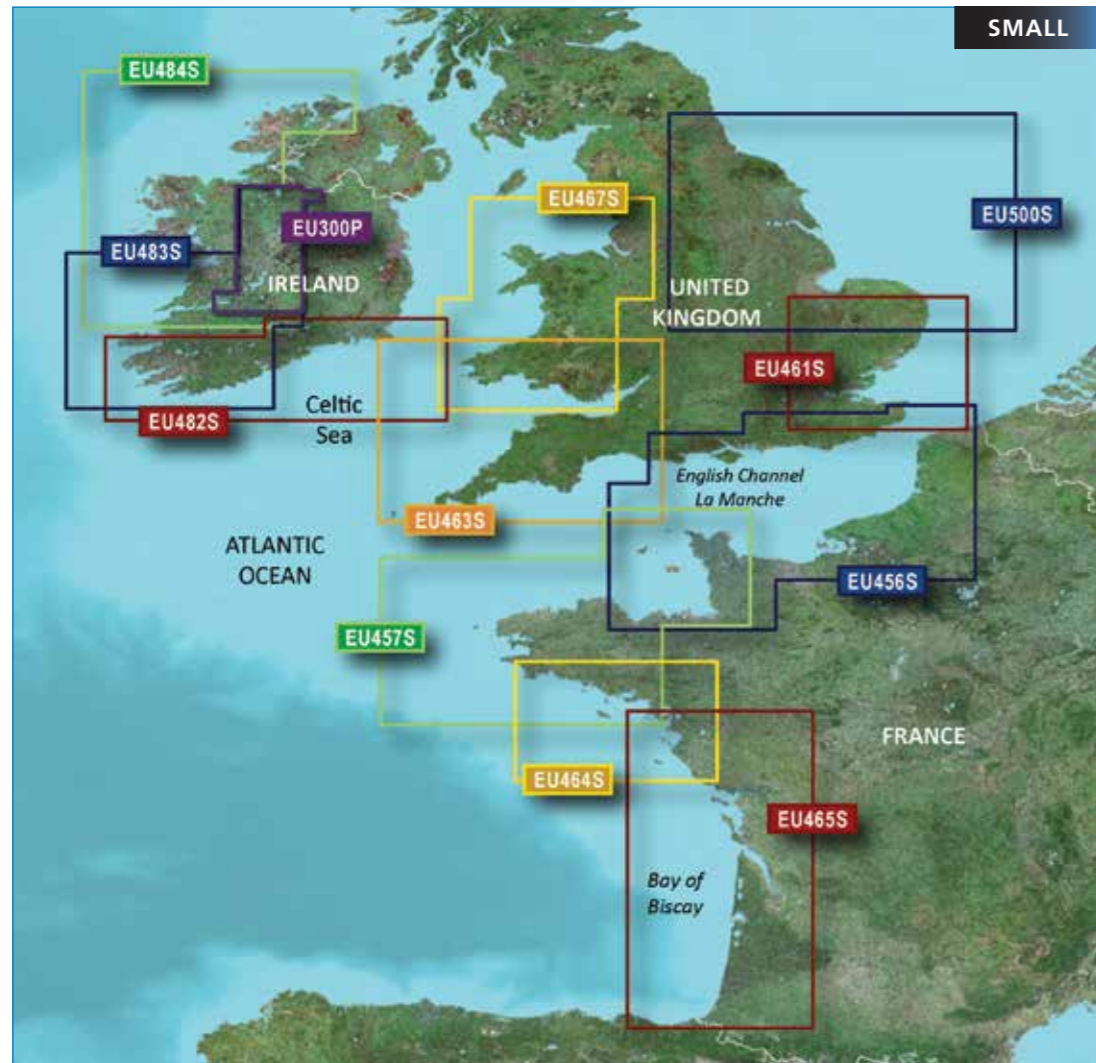 SMALL
EU484S
EU467S
EU500S
EU300P
EU483S
IRELAND
UNITED
KINGDOM
EU461S
Celtic
Sea
EU482S
English Channel
La Manche
EU463S
ATLANTIC
OCEAN
EU456S
EU457S
FRANCE
EU464S
EU465S
Bay of
Biscay